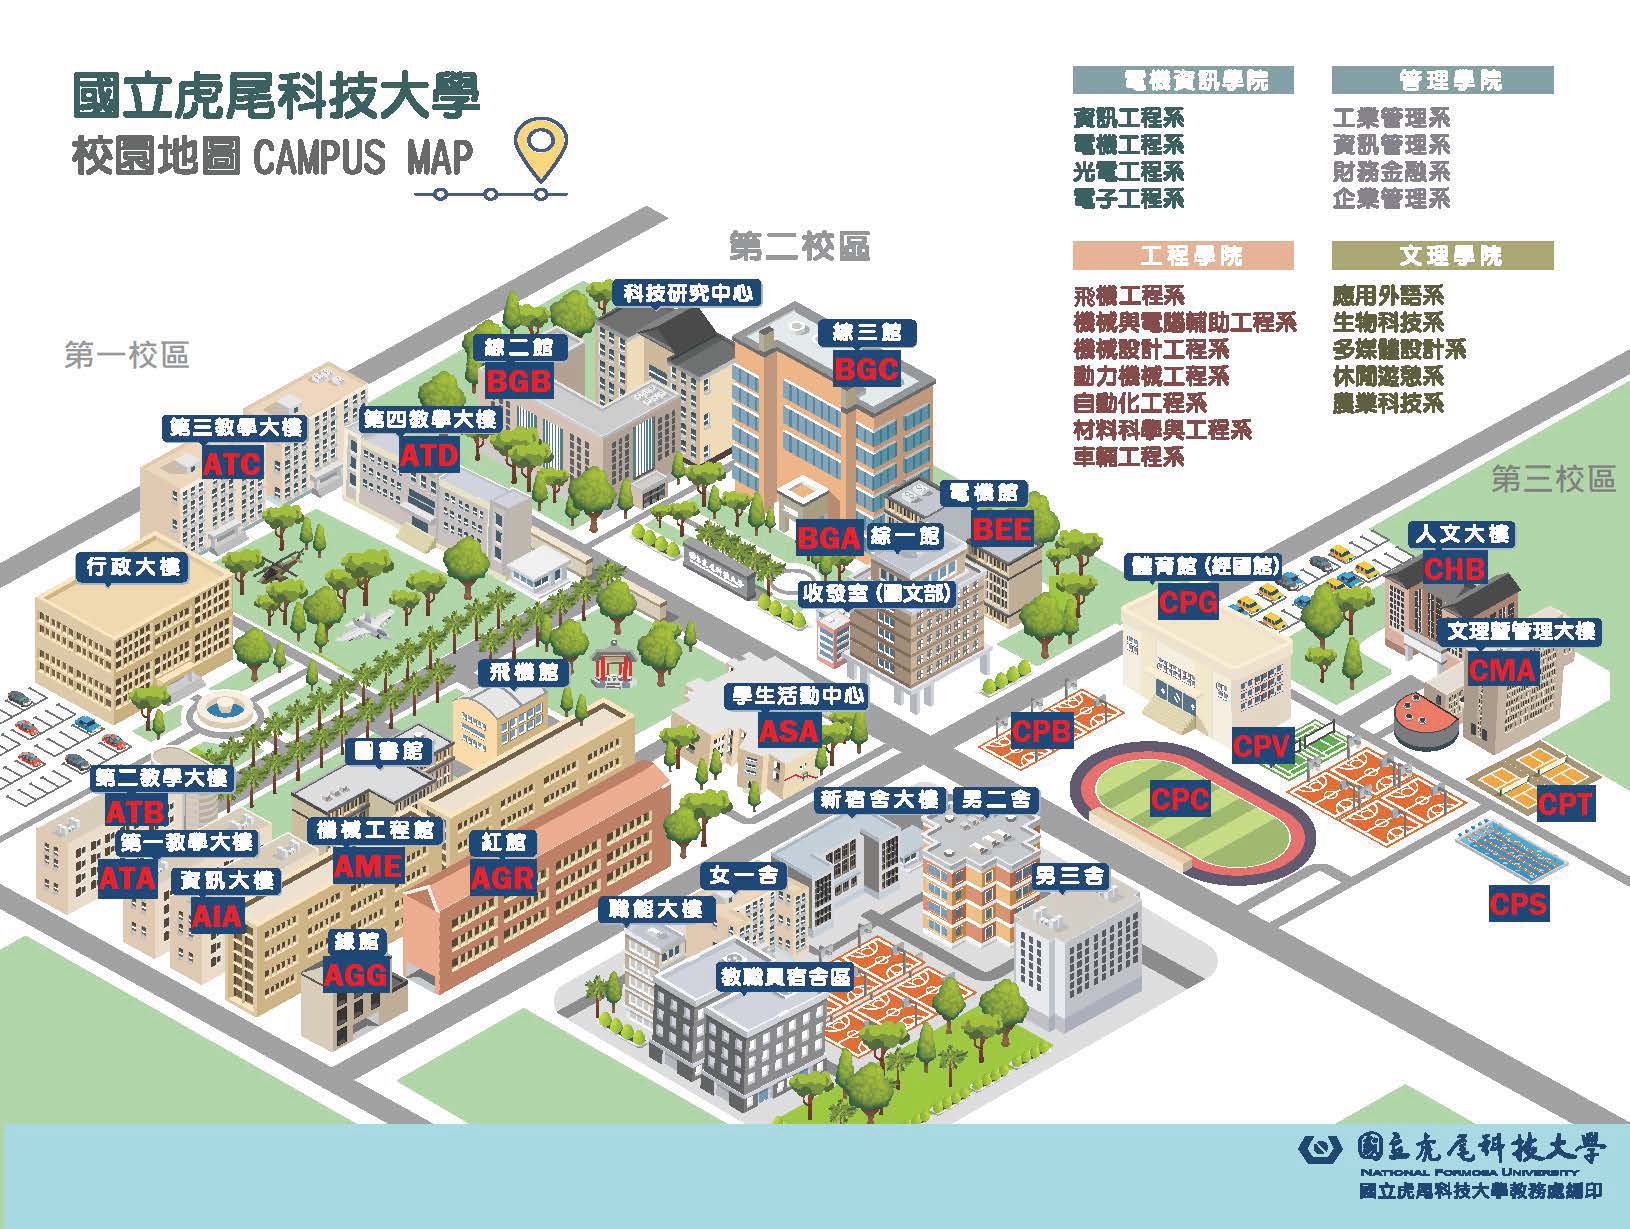 國立虎尾科技大學
校園地圖 CAMPUS MAP
電機資訊學院
資訊工程系
電機工程系
光電工程系
電子工程系
管理學院
工業管理系
資訊管理系
財務金融系
企業管理系
工程學院
飛機工程系
機械與電腦輔助工程系
機械設計工程系
動力機械工程系
自動化工程系
材料科學與工程系
車輛工程系
文理學院
應用外語系
生物科技系
多媒體設計系
休閒遊憩系
農業科技系
第一校區
第二校區
第三校區
科技研究中心
綜二館
BGB
綜三館
BGC
第三教學大樓
ATC
第四教學大樓
ATD
電機館
BEE
BGA 綜一館
收發室(圖文部)
國立虎尾科技大學
行政大樓
體育館(經國館)
CPG
人文大樓
CHB
文理暨管理大樓
CMA
飛機館
學生活動中心
ASA
CPB
CPV
圖書館
第二教學大樓
ATB
第一教學大樓
ATA
資訊大樓
AIA
機械工程館
AME
紅館
AGR
新宿舍大樓
男二舍
CPC
CPT
女一舍
男三舍
職能大樓
CPS
綠館
AGG
教職員宿舍區
國立虎尾科技大學
NATIONAL FORMOSA UNIVERSITY
國立虎尾科技大學教務處編印